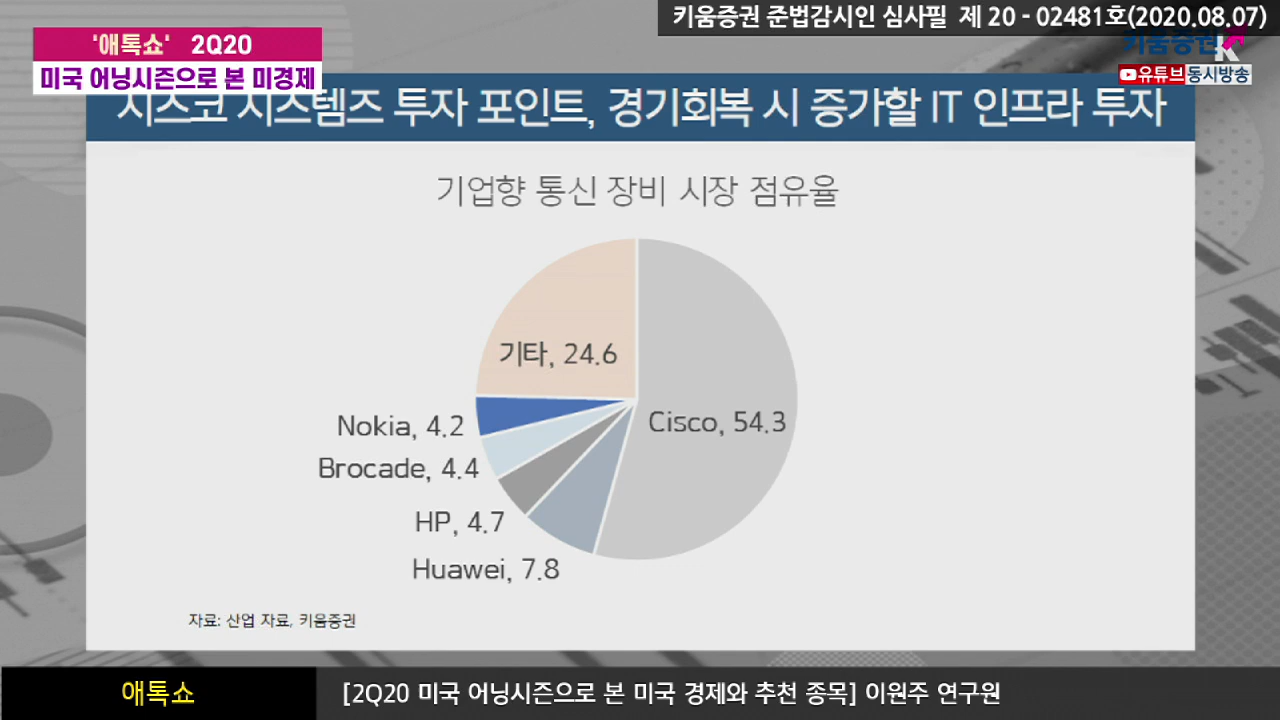 키움증권 준법감시인 심사필 제 20 - 02481호(2020.08.07)
'애톡쇼' 2Q20
미국 어닝시즌으로 본 미경제
키움증권
유튜브 동시방송
시스코 시스템즈 투자 포인트, 경기회복 시 증가할 IT 인프라 투자
기업향 통신 장비 시장 점유율
기타, 24.6
Cisco, 54.3
Nokia, 4.2
Brocade, 4.4
HP, 4.7
Huawei, 7.8
자료: 산업 자료, 키움증권
애톡쇼
[2Q20 미국 어닝시즌으로 본 미국 경제와 추천 종목] 이원주 연구원